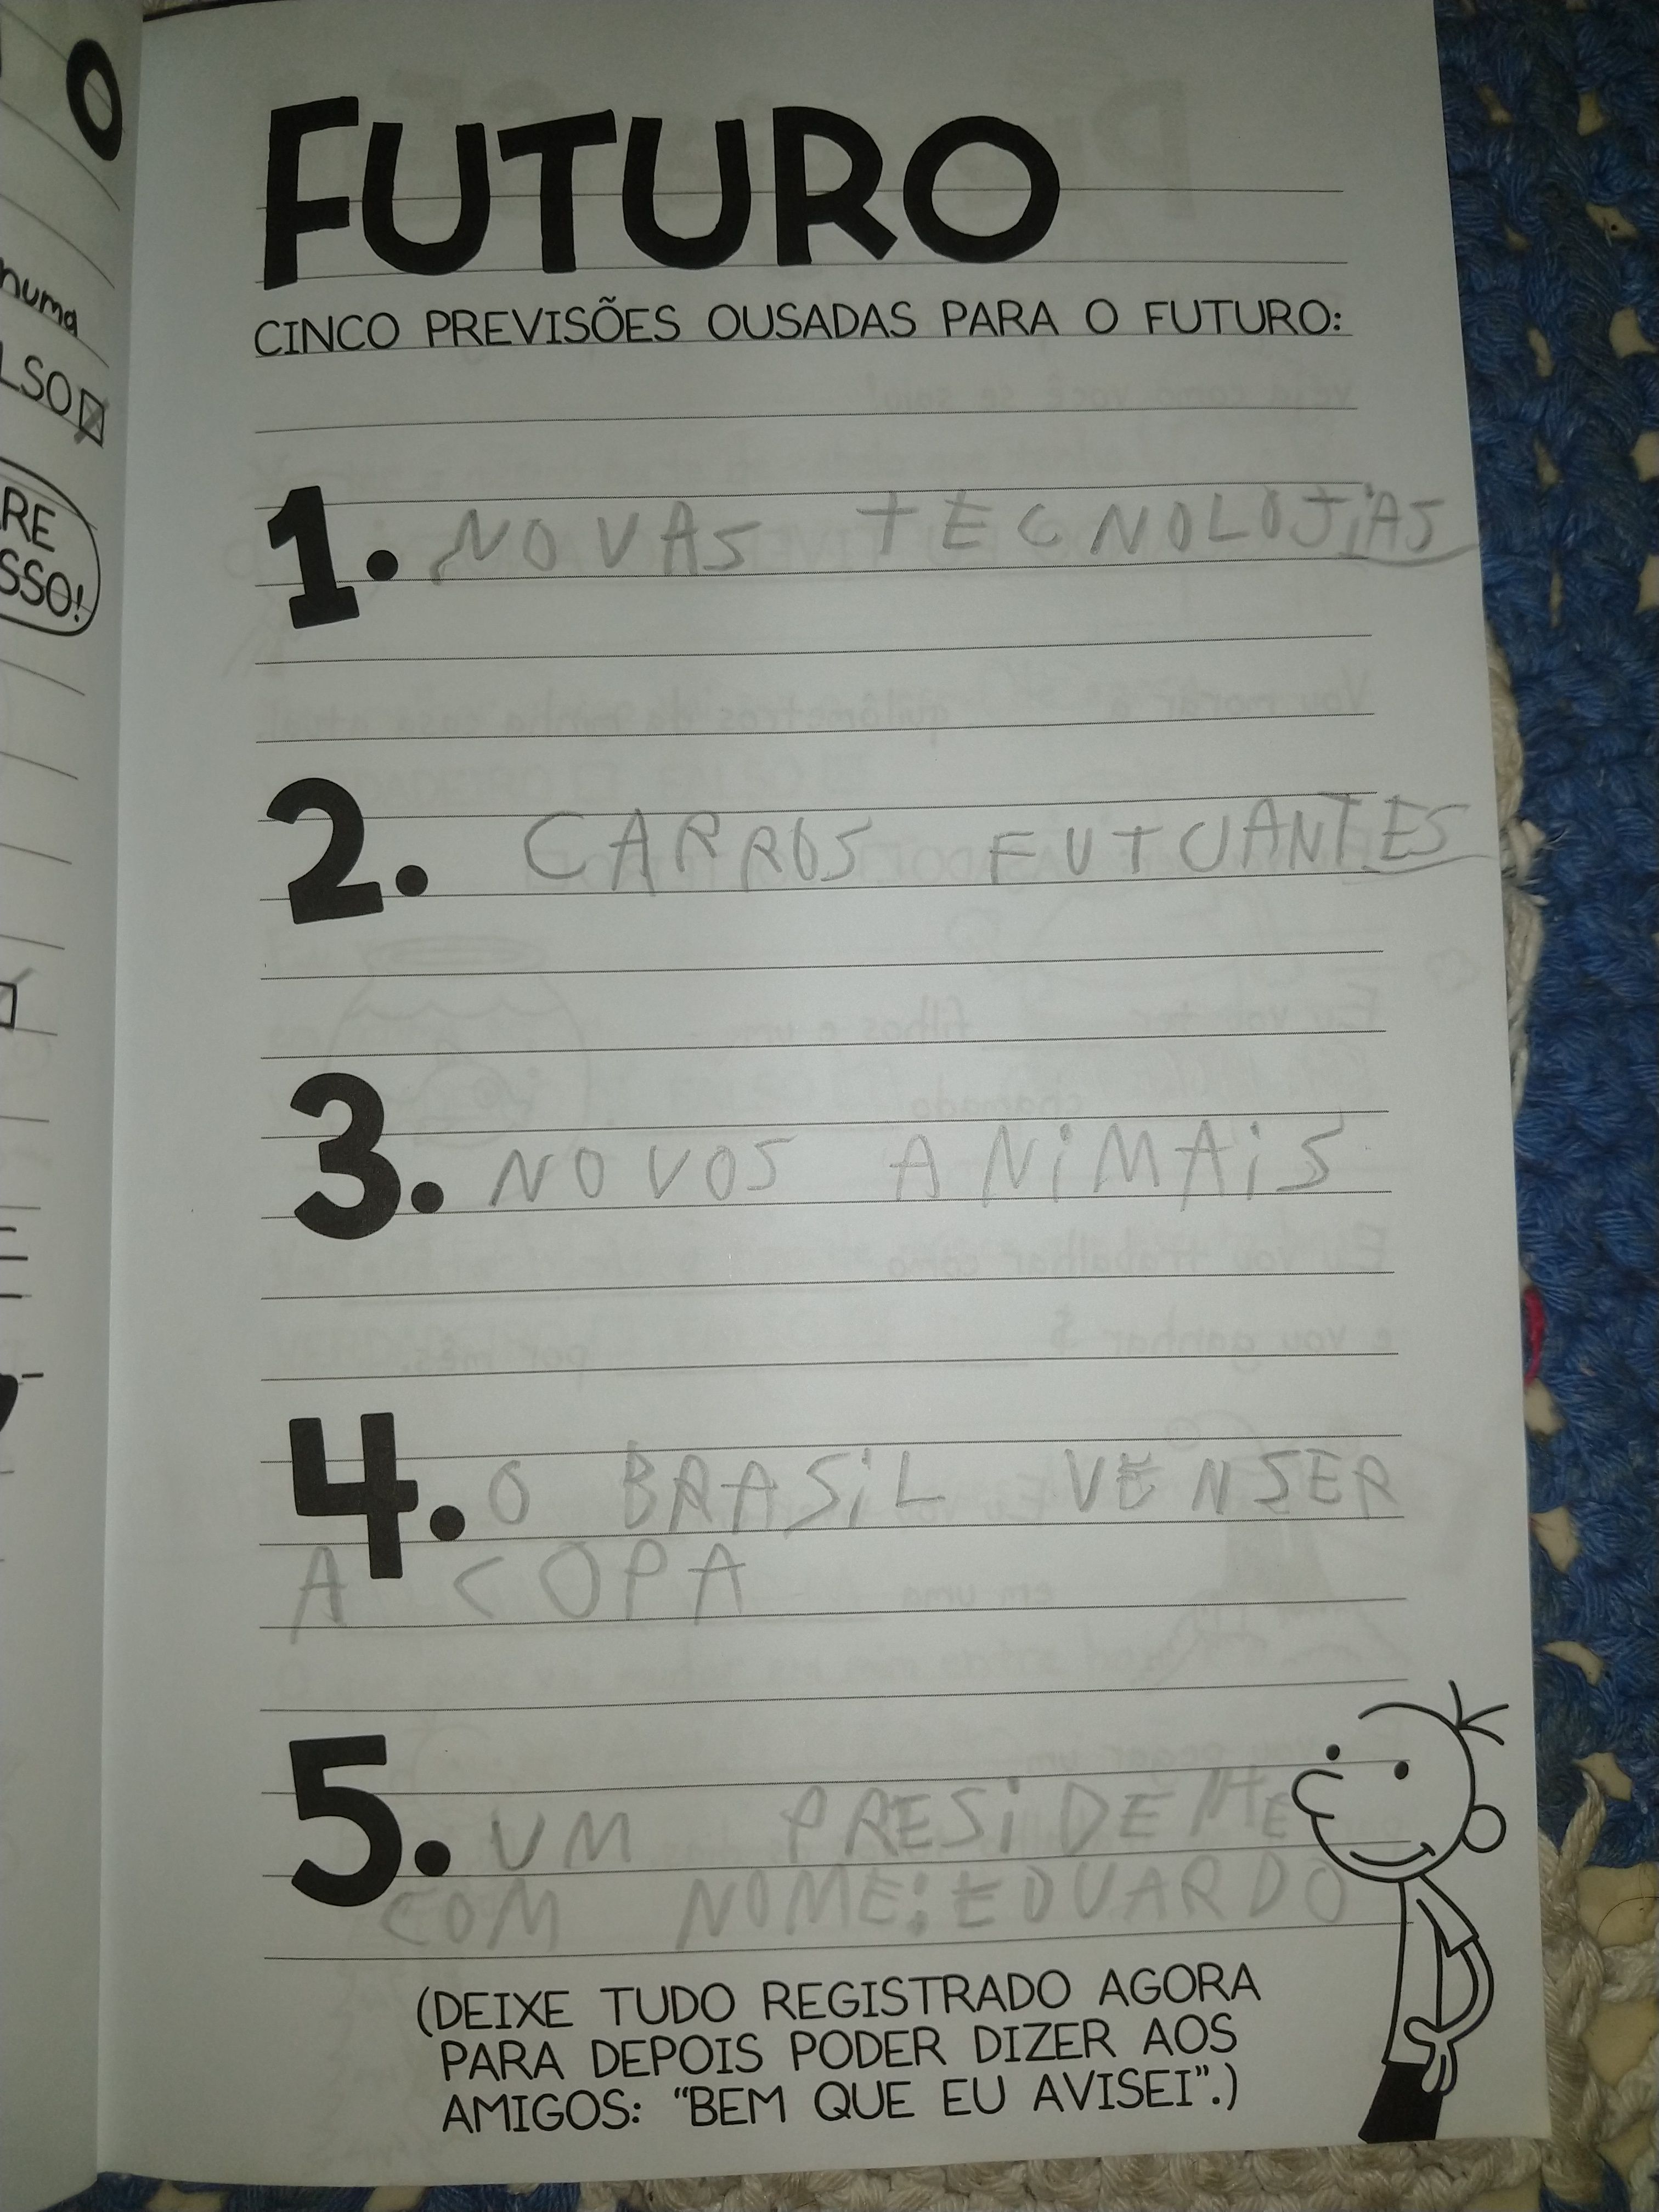 O
numa
LSO
RE
SSO!
FUTURO
CINCO PREVISÕES OUSADAS PARA O FUTURO:
1. NOVAS TECNOLOJiAS
2. CARROS FUTUANTES
3. NOVOS ANiMAiS
4. O BRASiL VENSER
A COPA
5. UM PRESiDENTE
COM NOME: EDUARDO
(DEIXE TUDO REGISTRADO AGORA
PARA DEPOIS PODER DIZER AOS
AMIGOS: “BEM QUE EU AVISEI”.)